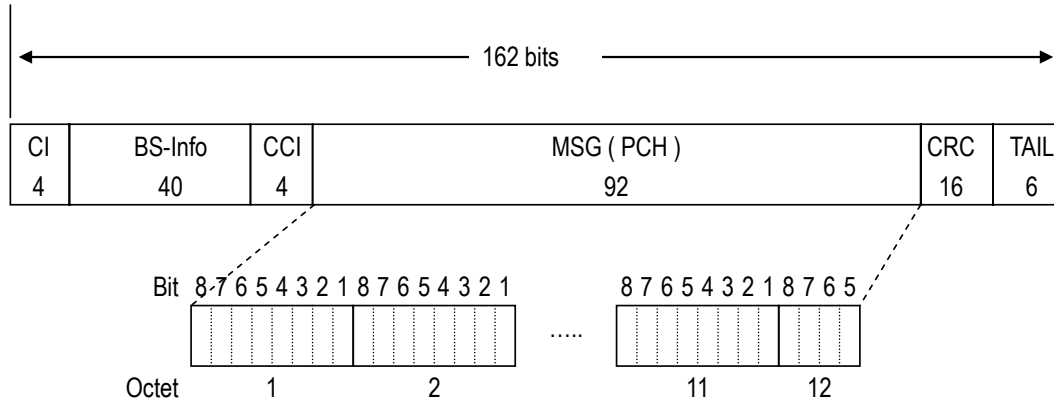 162 bits
CI BS-Info CCI MSG ( PCH ) CRC TAIL
4 40 4 92 16 6
Bit 8 7 6 5 4 3 2 1 8 7 6 5 4 3 2 1 8 7 6 5 4 3 2 1 8 7 6 5
.....
Octet 1 2 11 12